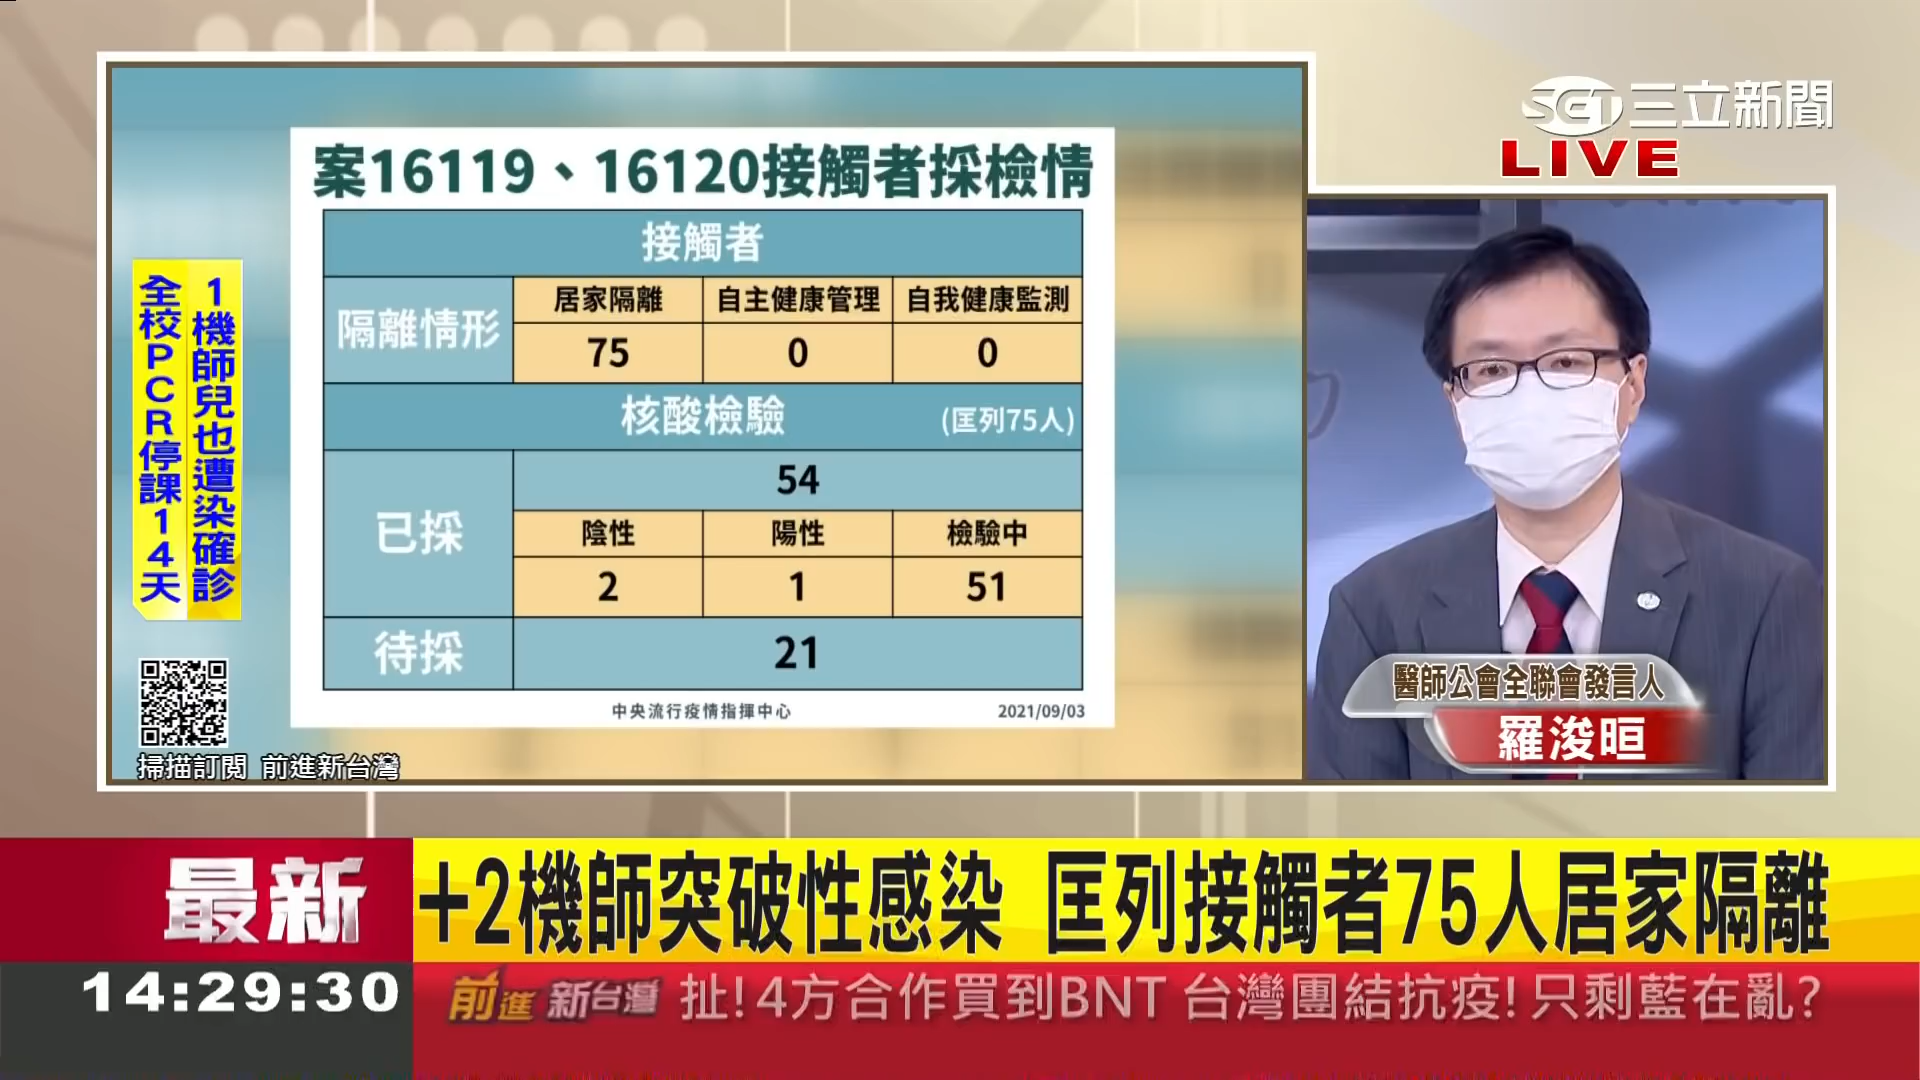 SET三立新聞
LIVE
案16119、16120接觸者採檢情
接觸者
隔離情形
居家隔離 自主健康管理 自我健康監測
75 0 0
核酸檢驗 (匡列75人)
已採
54
陰性 陽性 檢驗中
2 1 51
待採 21
中央流行疫情指揮中心 2021/09/03
1機師兒也遭染確診
全校PCR停課14天
掃描訂閱 前進新台灣
醫師公會全聯會發言人
羅浚晅
最新 +2機師突破性感染 匡列接觸者75人居家隔離
14:29:30 前進新台灣 扯!4方合作買到BNT 台灣團結抗疫!只剩藍在亂?